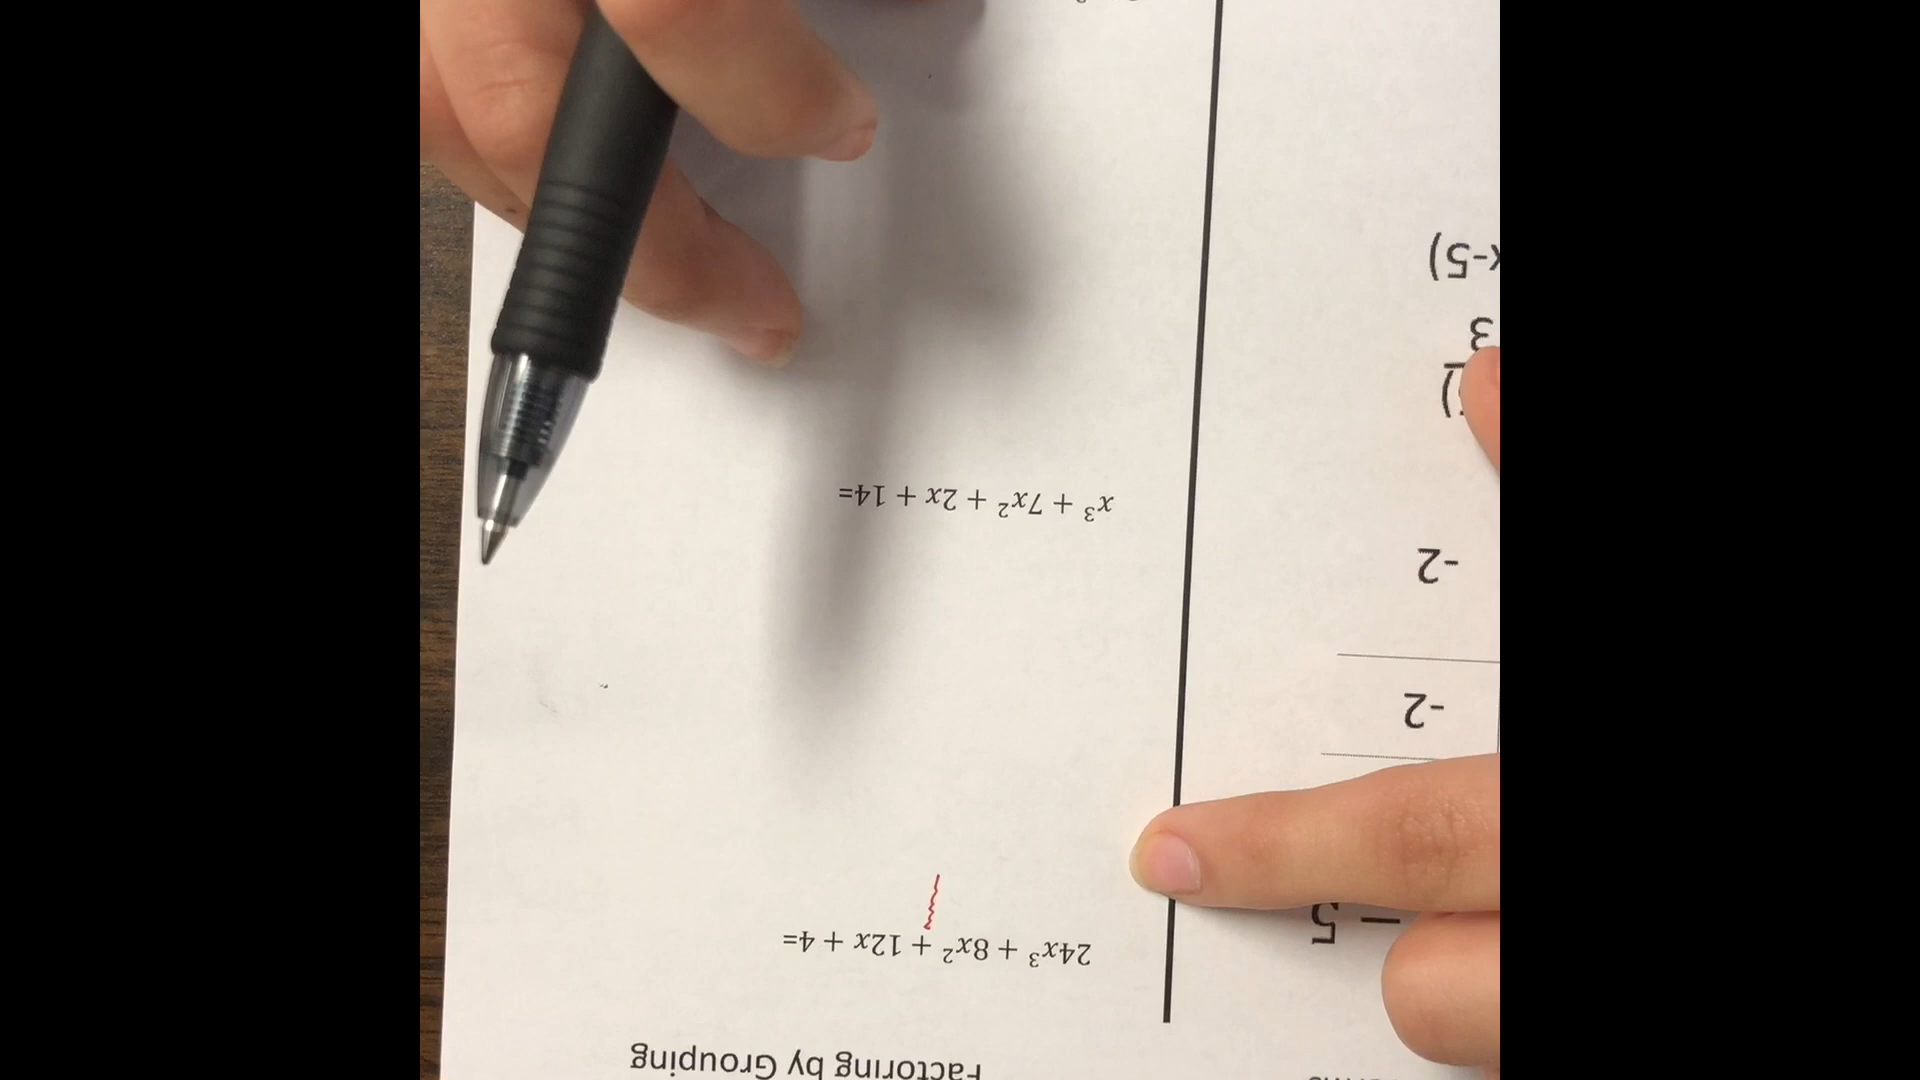 Factoring by Grouping
24x³ + 8x² + 12x + 4=
x³ + 7x² + 2x + 14=
- 5
-2
-2
3
x-5)